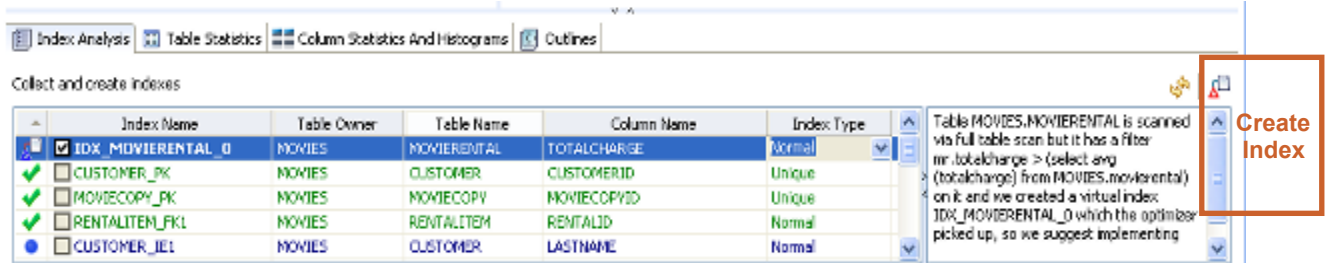 Index Analysis Table Statistics Column Statistics And Histograms Outlines
Collect and create indexes
Index Name Table Owner Table Name Column Name Index Type
IDX_MOVIERENTAL_0 MOVIES MOVIERENTAL TOTALCHARGE Normal
CUSTOMER_PK MOVIES CUSTOMER CUSTOMERID Unique
MOVIECOPY_PK MOVIES MOVIECOPY MOVIECOPYID Unique
RENTALITEM_FK1 MOVIES RENTALITEM RENTALID Normal
CUSTOMER_IE1 MOVIES CUSTOMER LASTNAME Normal
Table MOVIES.MOVIERENTAL is scanned
via full table scan but it has a filter
mr.totalcharge > (select avg
(totalcharge) from MOVIES.movierental)
on it and we created a virtual index
IDX_MOVIERENTAL_0 which the optimizer
picked up, so we suggest implementing
Create
Index